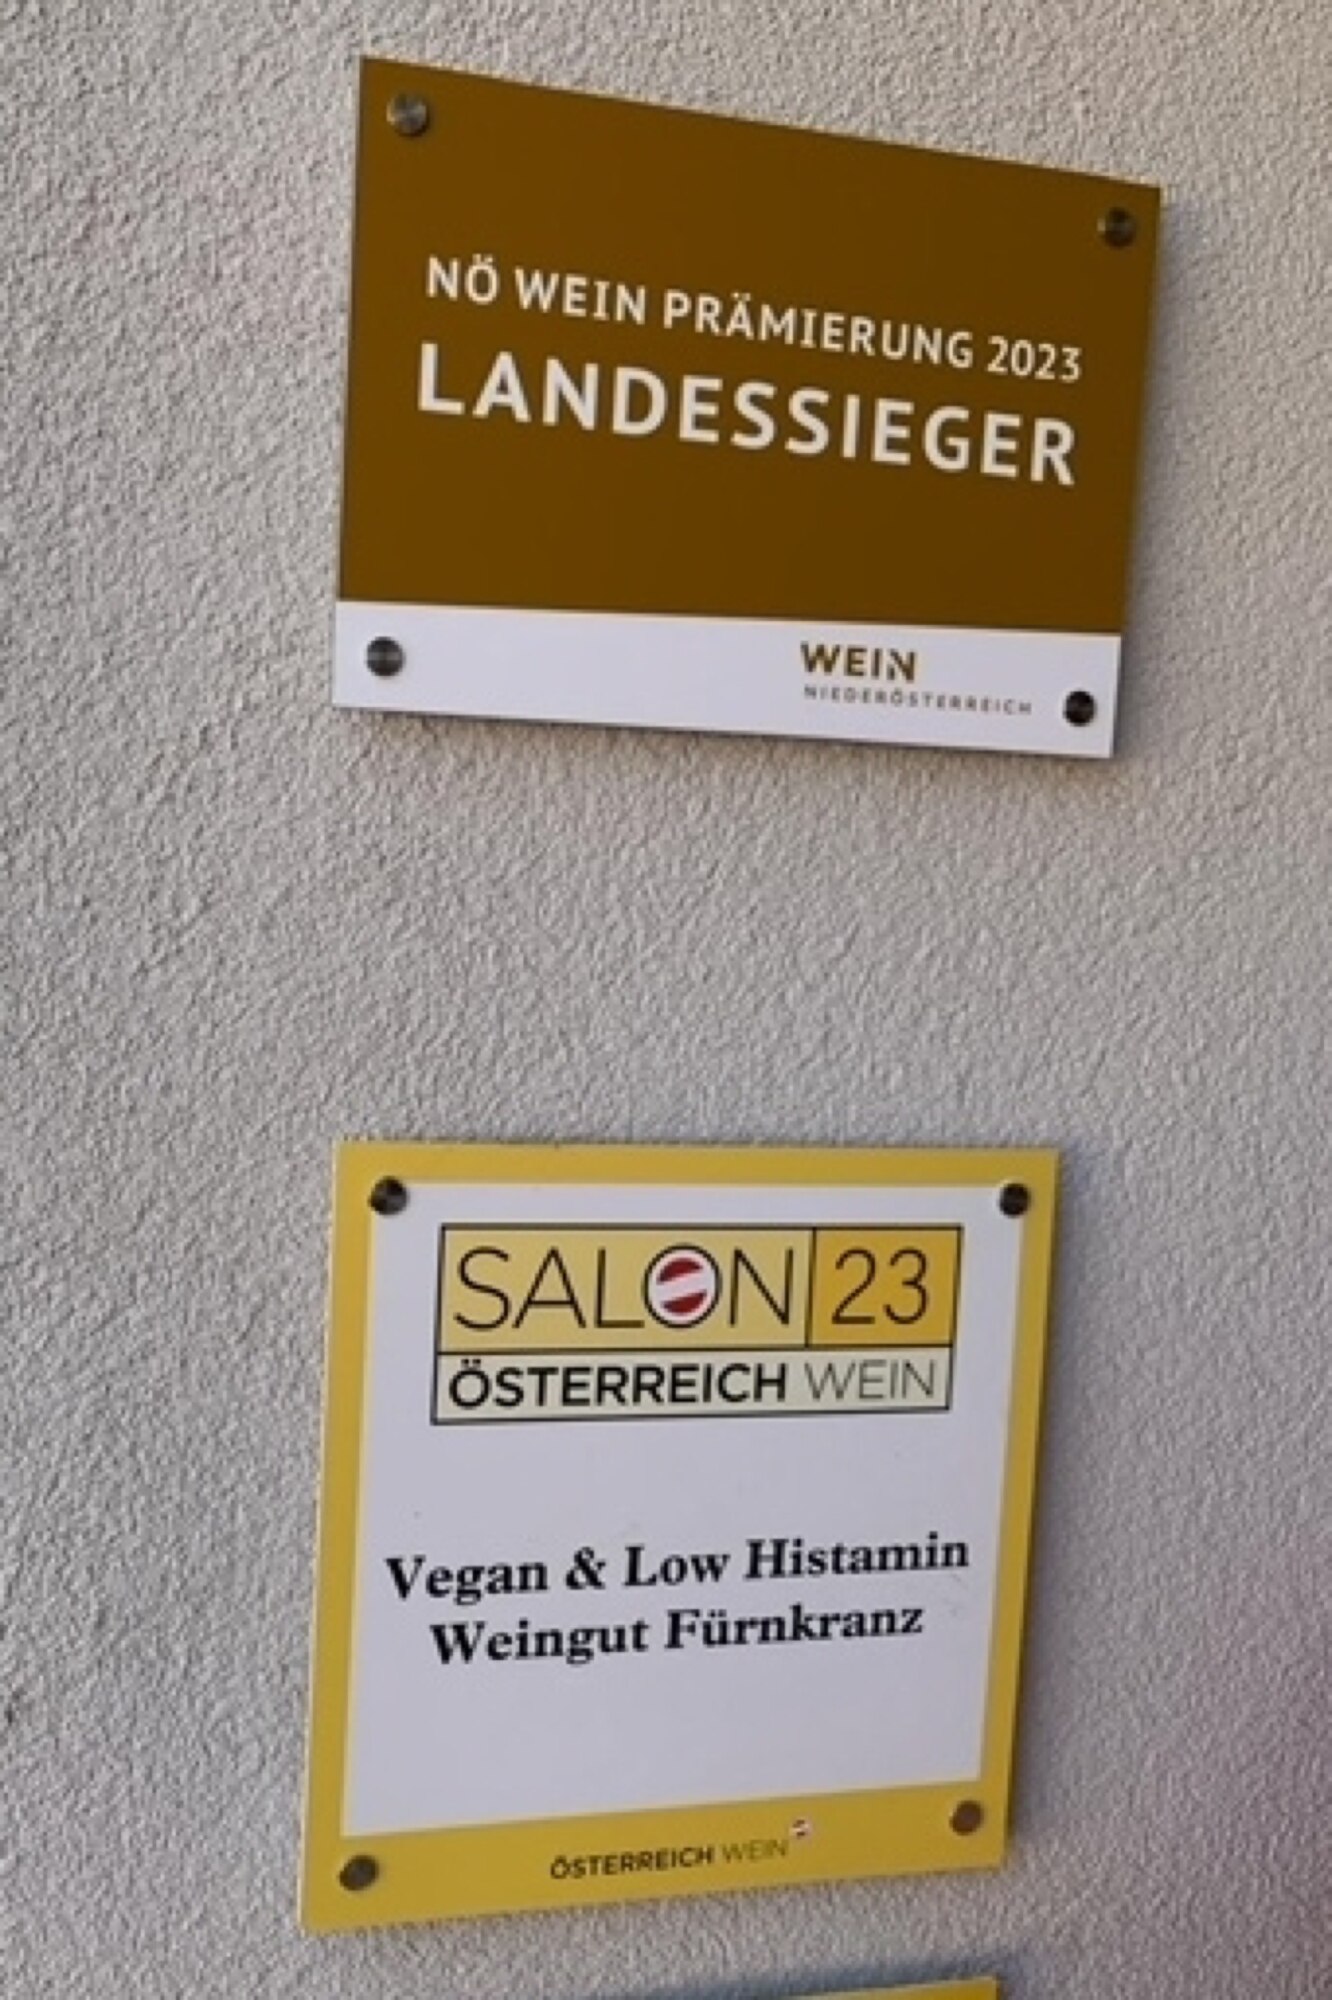 NÖ WEIN PRÄMIERUNG 2023
LANDESSIEGER
WEIN
NIEDERÖSTERREICH
SALON 23
ÖSTERREICH WEIN
Vegan & Low Histamin
Weingut Fürnkranz
ÖSTERREICH WEIN